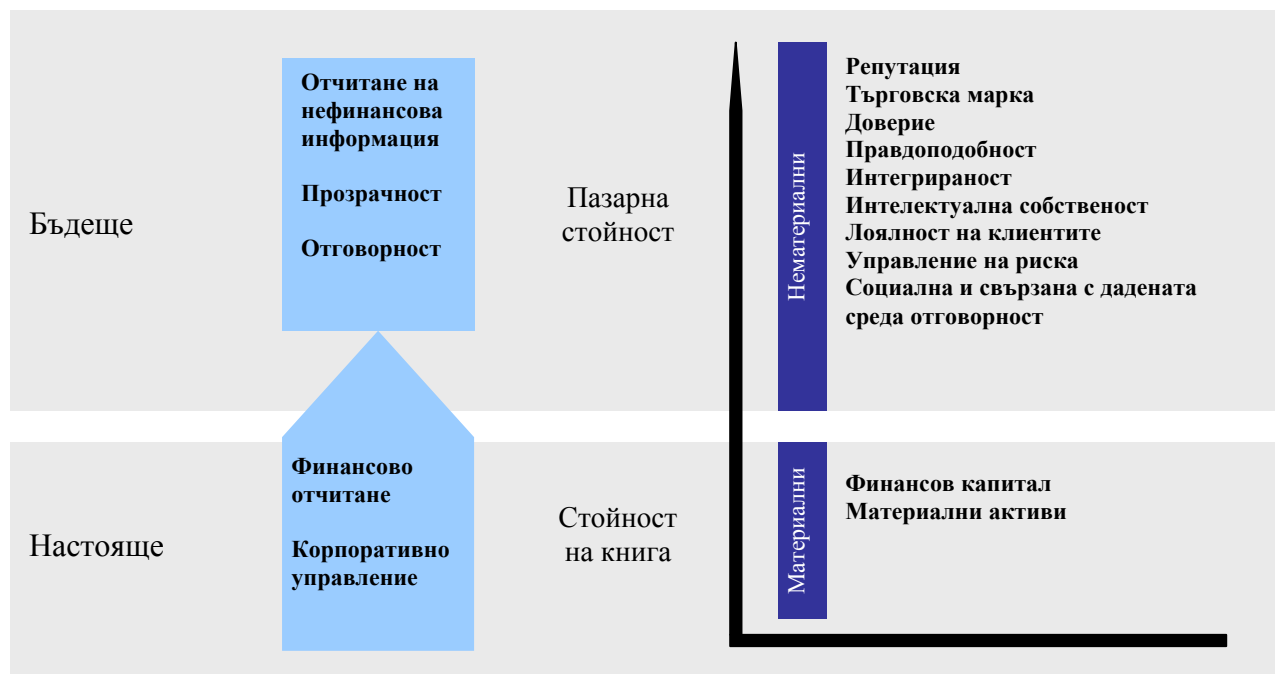 Бъдеще
Отчитане на
нефинансова
информация
Прозрачност
Отговорност
Пазарна
стойност
Нематериални
Репутация
Търговска марка
Доверие
Правдоподобност
Интегрираност
Интелектуална собственост
Лоялност на клиентите
Управление на риска
Социална и свързана с дадената
среда отговорност
Настояще
Финансово
отчитане
Корпоративно
управление
Стойност
на книга
Материални
Финансов капитал
Материални активи